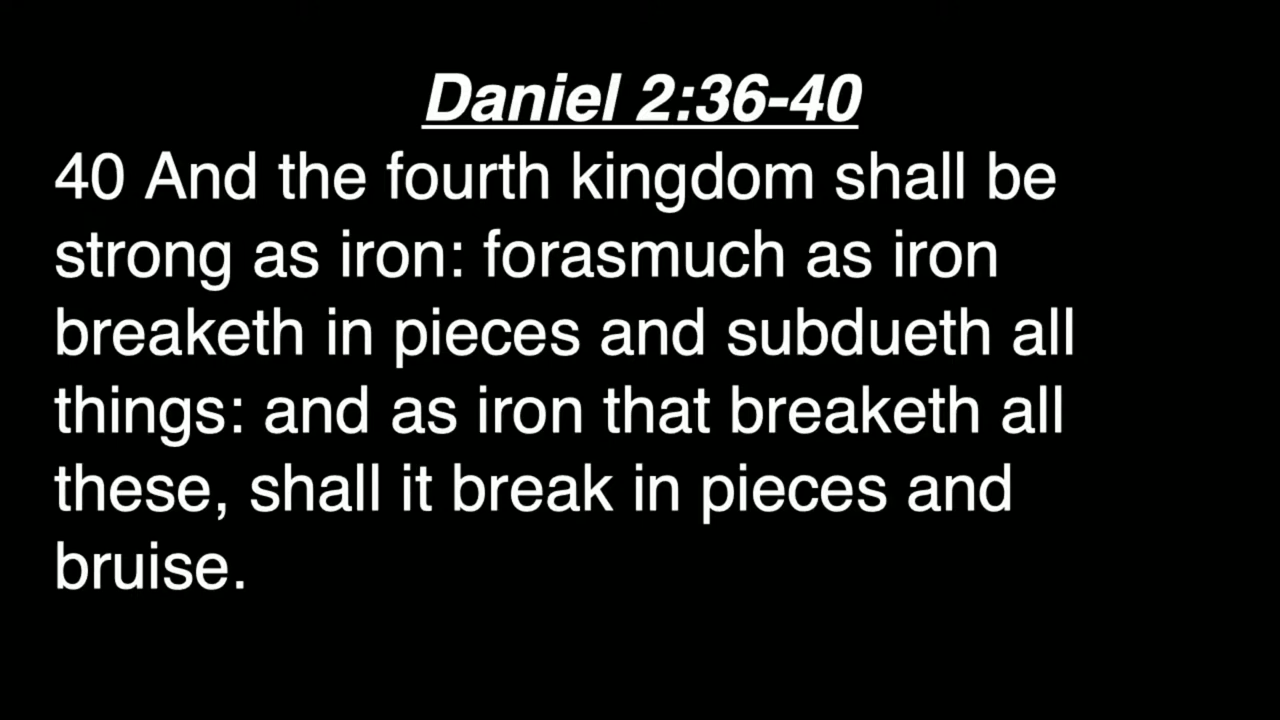 Daniel 2:36-40
40 And the fourth kingdom shall be
strong as iron: forasmuch as iron
breaketh in pieces and subdueth all
things: and as iron that breaketh all
these, shall it break in pieces and
bruise.